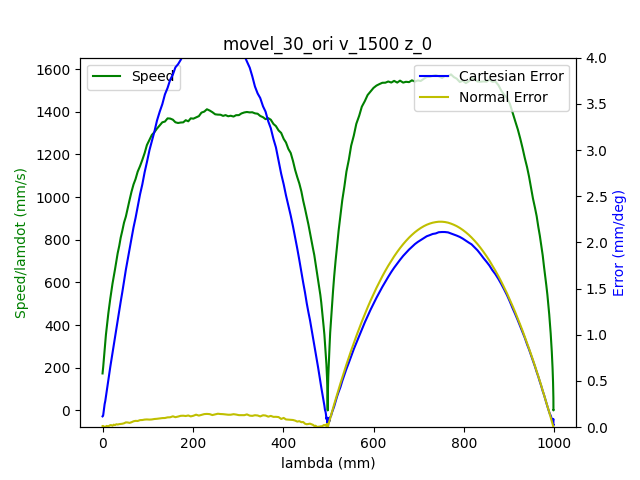 movel_30_ori v_1500 z_0
Speed
Cartesian Error
Normal Error
Speed/lamdot (mm/s)
1600
1400
1200
1000
800
600
400
200
0
4.0
3.5
3.0
2.5
2.0
1.5
1.0
0.5
0.0
Error (mm/deg)
0 200 400 600 800 1000
lambda (mm)